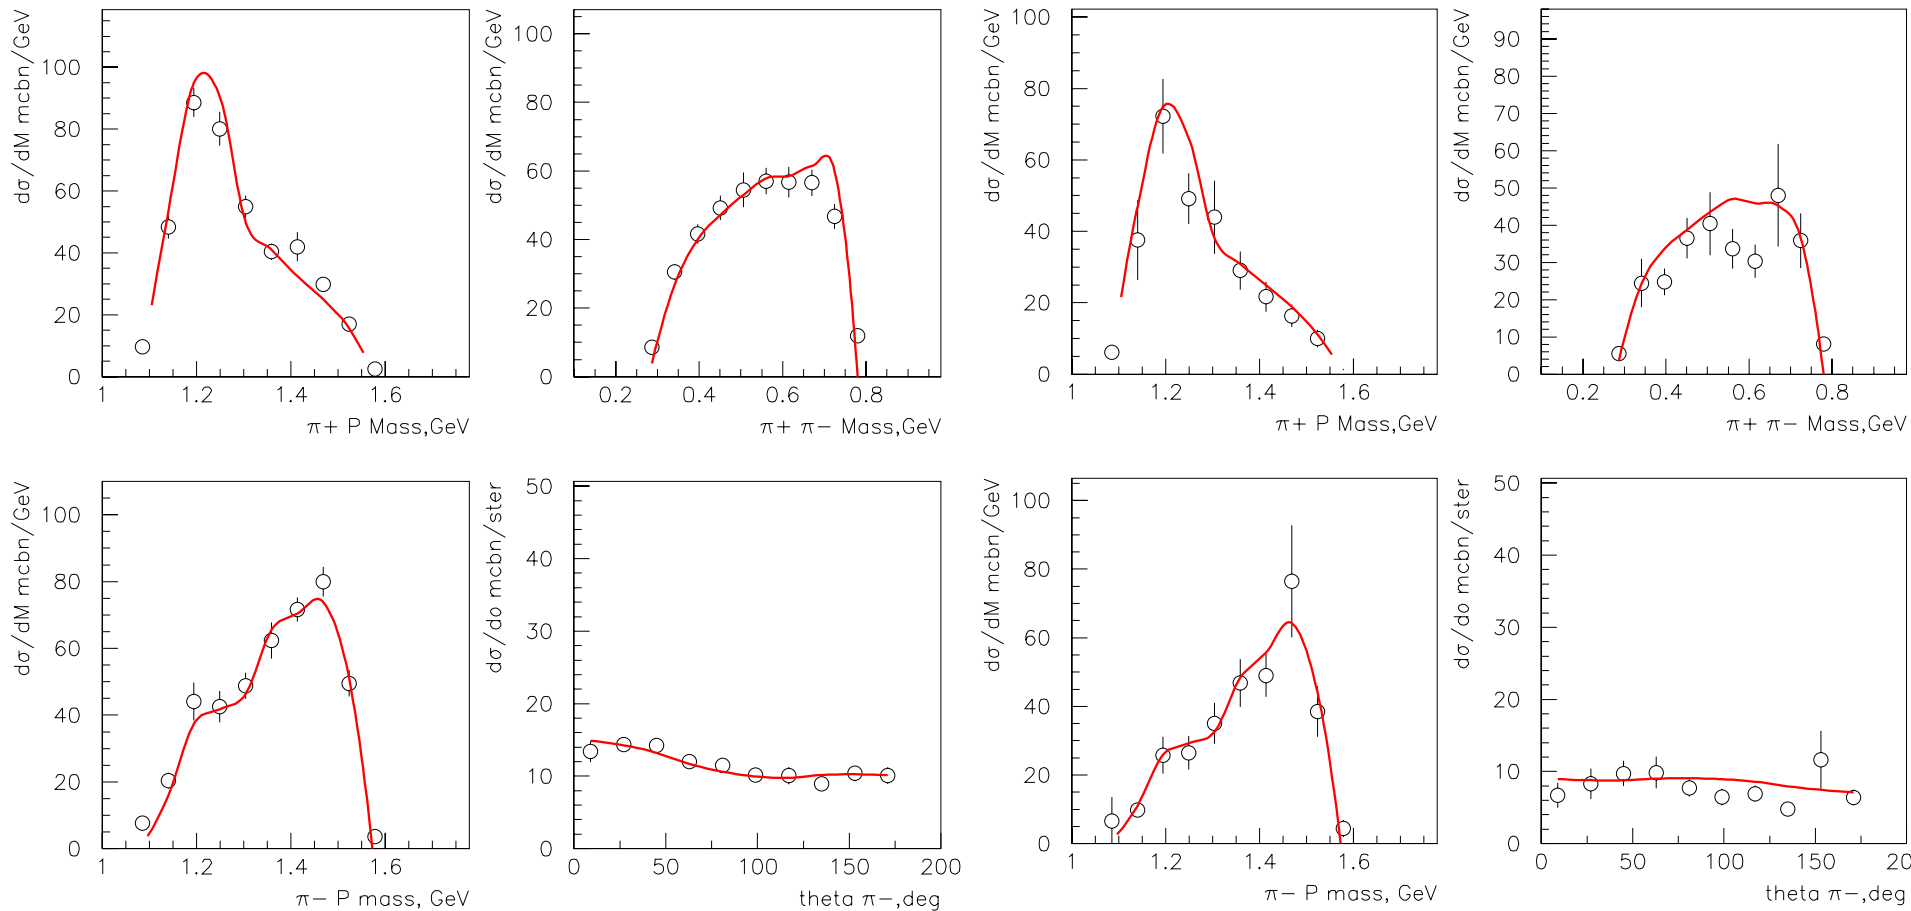 dσ/dM mcbn/GeV
100
80
60
40
20
0
1 1.2 1.4 1.6
π+ P Mass,GeV
dσ/dM mcbn/GeV
100
80
60
40
20
0
0.2 0.4 0.6 0.8
π+ π− Mass,GeV
dσ/dM mcbn/GeV
100
80
60
40
20
0
1 1.2 1.4 1.6
π+ P Mass,GeV
dσ/dM mcbn/GeV
90
80
70
60
50
40
30
20
10
0
0.2 0.4 0.6 0.8
π+ π− Mass,GeV
dσ/dM mcbn/GeV
100
80
60
40
20
0
1 1.2 1.4 1.6
π− P mass, GeV
dσ/do mcbn/ster
50
40
30
20
10
0
0 50 100 150 200
theta π−,deg
dσ/dM mcbn/GeV
100
80
60
40
20
0
1 1.2 1.4 1.6
π− P mass, GeV
dσ/do mcbn/ster
50
40
30
20
10
0
0 50 100 150 20
theta π−,deg